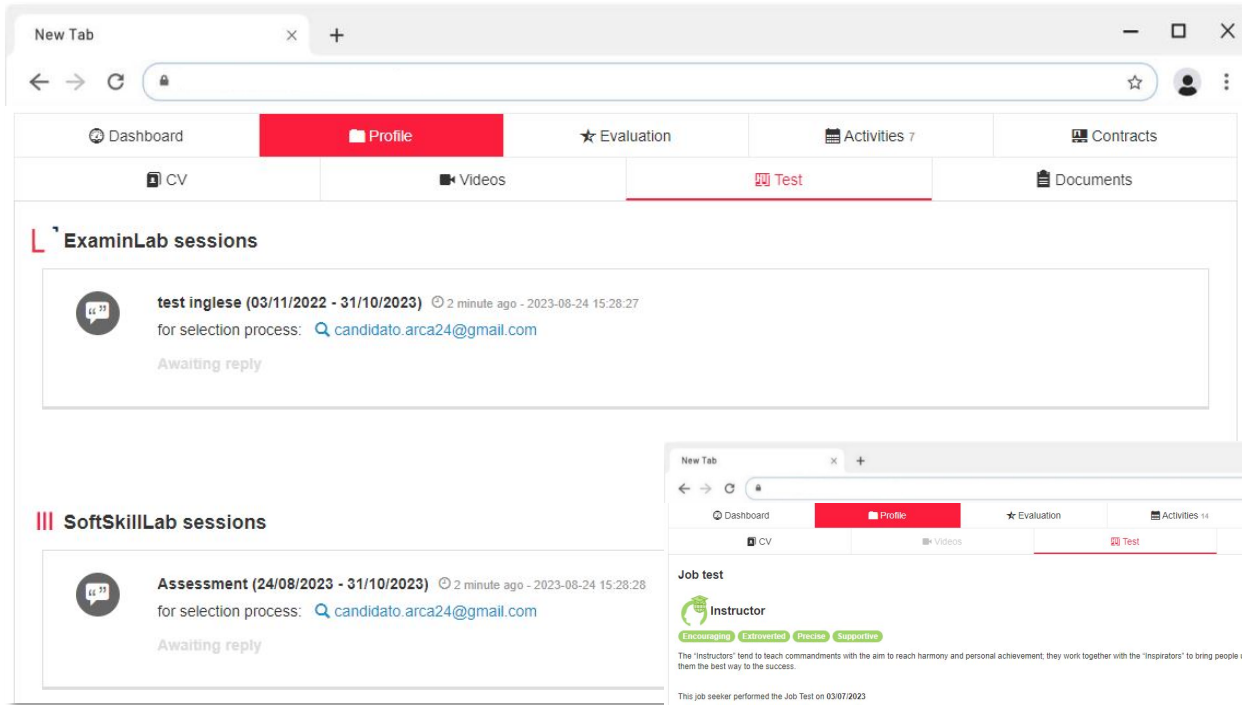 New Tab
Dashboard Profile Evaluation Activities 7 Contracts
CV Videos Test Documents
ExaminLab sessions
test inglese (03/11/2022 - 31/10/2023) 2 minute ago - 2023-08-24 15:28:27
for selection process: candidato.arca24@gmail.com
Awaiting reply
SoftSkillLab sessions
Assessment (24/08/2023 - 31/10/2023) 2 minute ago - 2023-08-24 15:28:28
for selection process: candidato.arca24@gmail.com
Awaiting reply
New Tab
Dashboard Profile Evaluation Activities 14
CV Videos Test
Job test
Instructor
Encouraging Extroverted Precise Supportive
The "Instructors" tend to teach commandments with the aim to reach harmony and personal achievement; they work together with the "Inspirators" to bring people
them the best way to the success.
This job seeker performed the Job Test on 03/07/2023